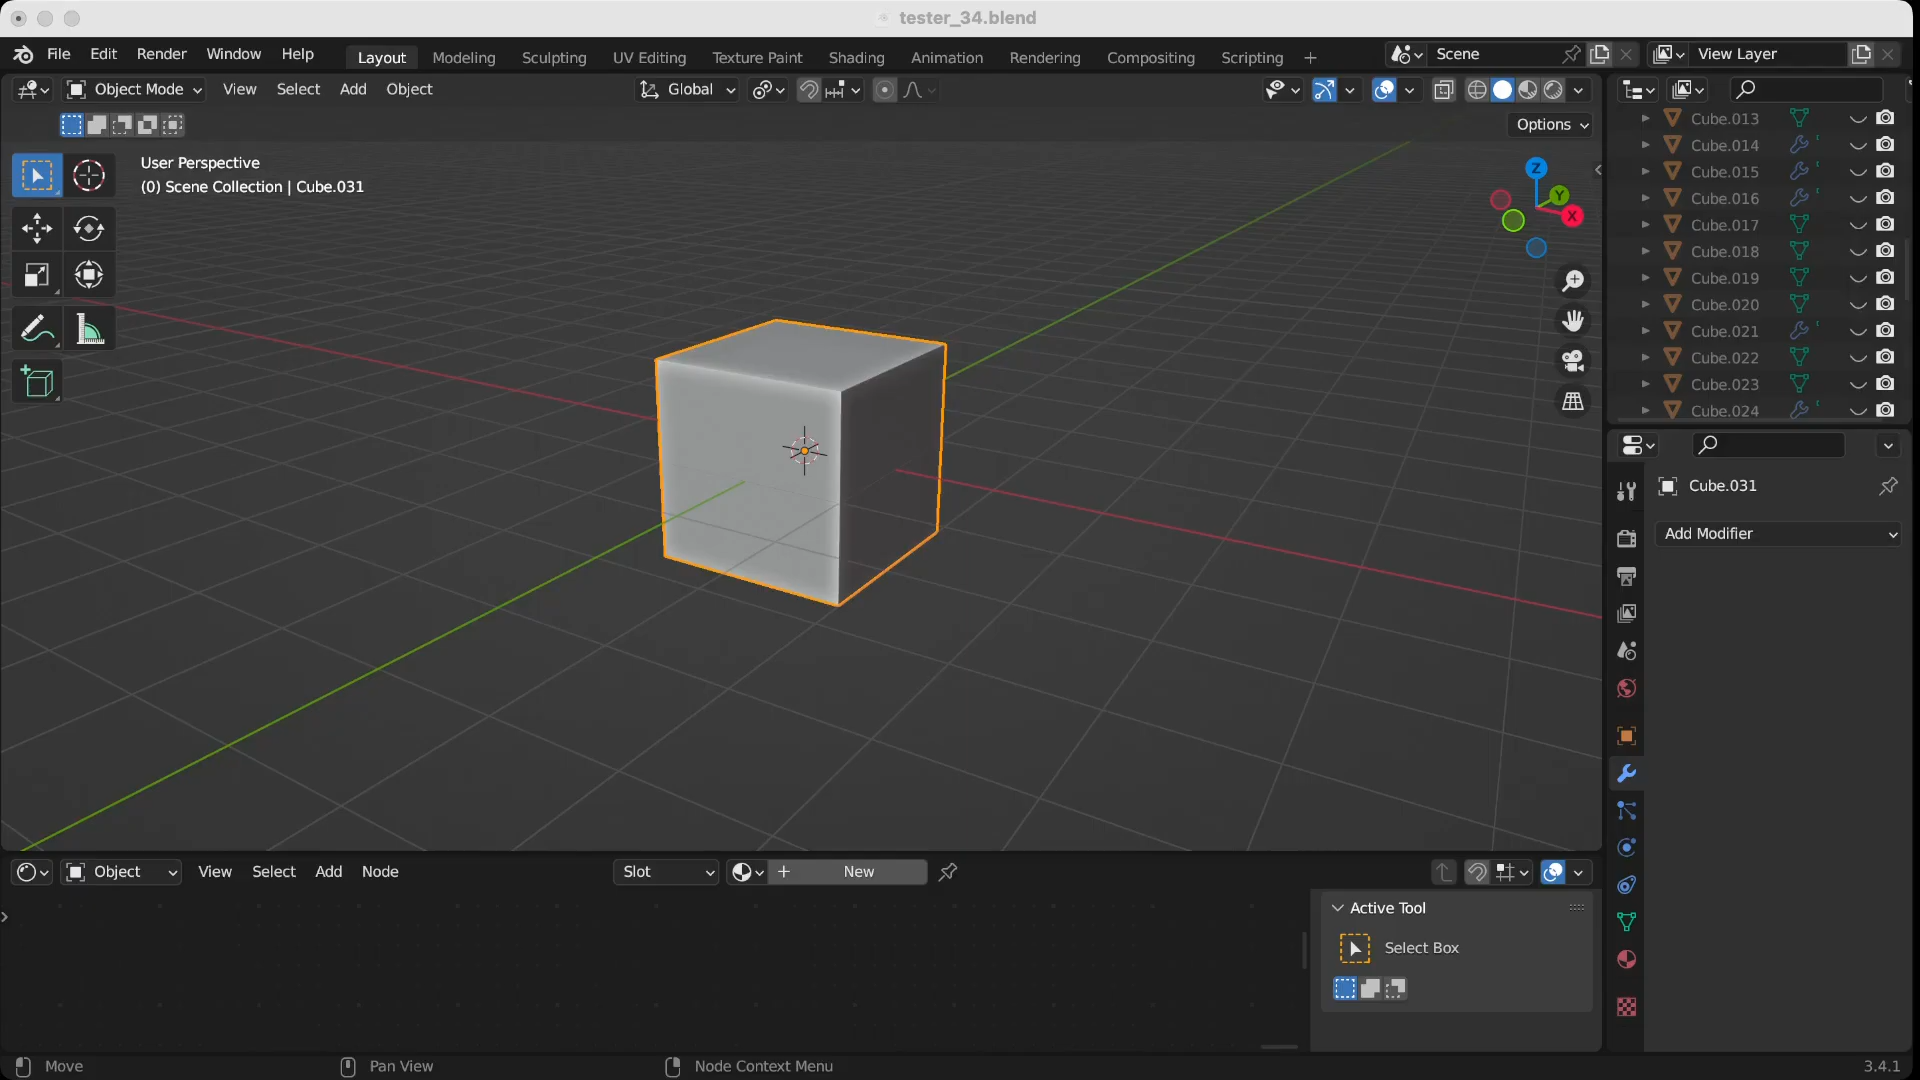 tester_34.blend
File Edit Render Window Help Layout Modeling Sculpting UV Editing Texture Paint Shading Animation Rendering Compositing Scripting + Scene View Layer
Object Mode View Select Add Object Global
Options
User Perspective
(0) Scene Collection | Cube.031
Z
Y
X
Cube.013
Cube.014
Cube.015
Cube.016
Cube.017
Cube.018
Cube.019
Cube.020
Cube.021
Cube.022
Cube.023
Cube.024
Cube.031
Add Modifier
Object View Select Add Node Slot + New
Active Tool
Select Box
Move Pan View Node Context Menu 3.4.1